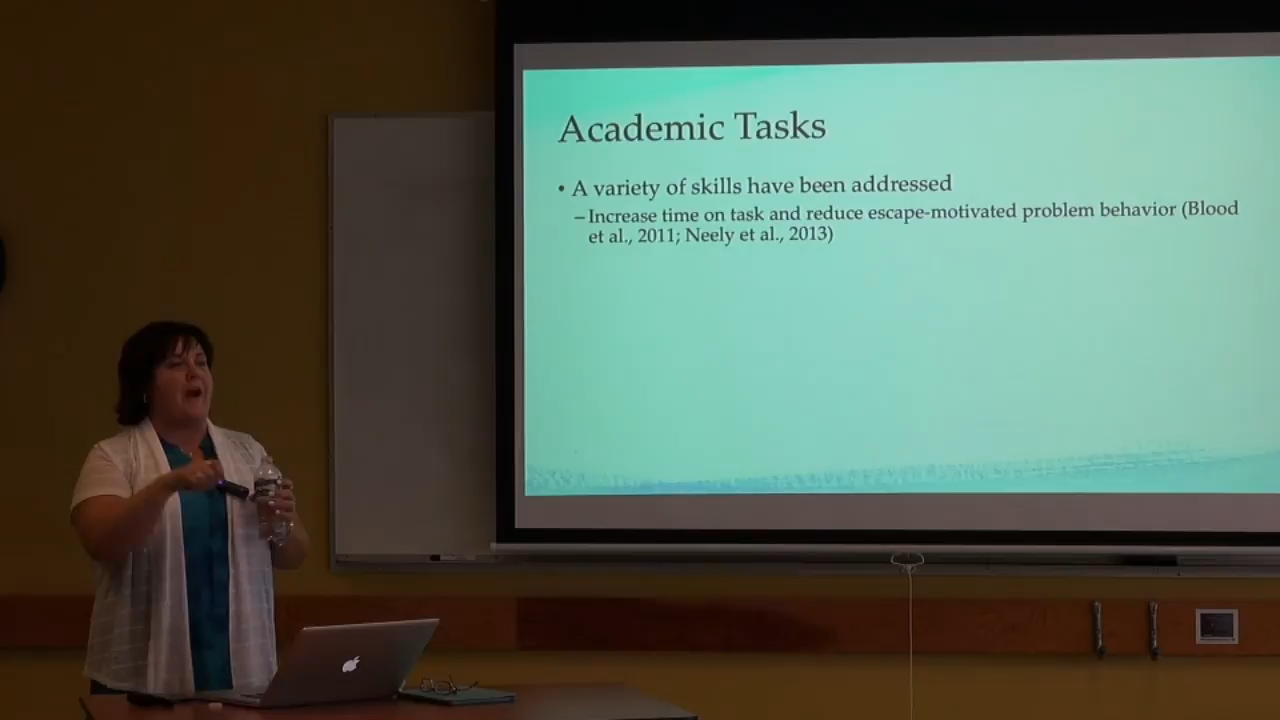 Academic Tasks
• A variety of skills have been addressed
– Increase time on task and reduce escape-motivated problem behavior (Blood
et al., 2011; Neely et al., 2013)